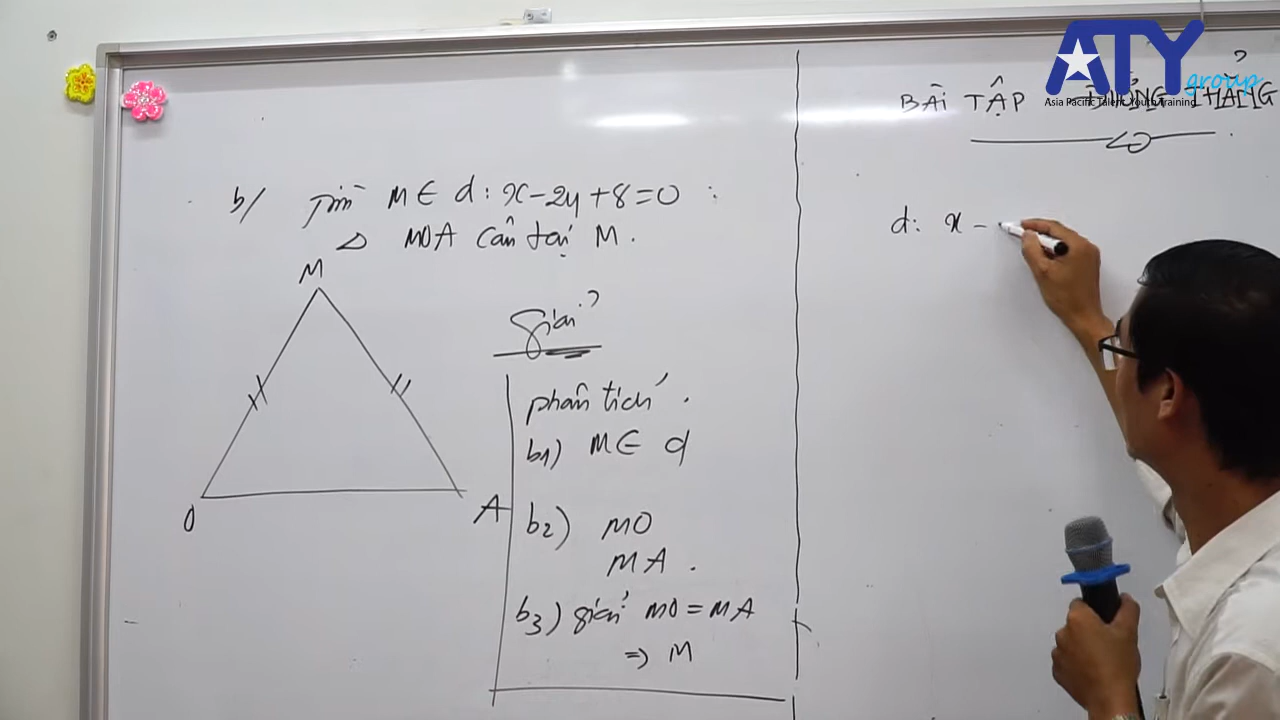 b/ Tìm M ∈ d: x - 2y + 8 = 0 :
△ MOA cân tại M.
M
O
A
Giải
phân tích.
b1) M ∈ d
b2) MO
MA.
b3) giải: MO = MA
=> M
BÀI TẬP THẲNG
d: x -
ATY group
Asia Pacific Talent Youth Training